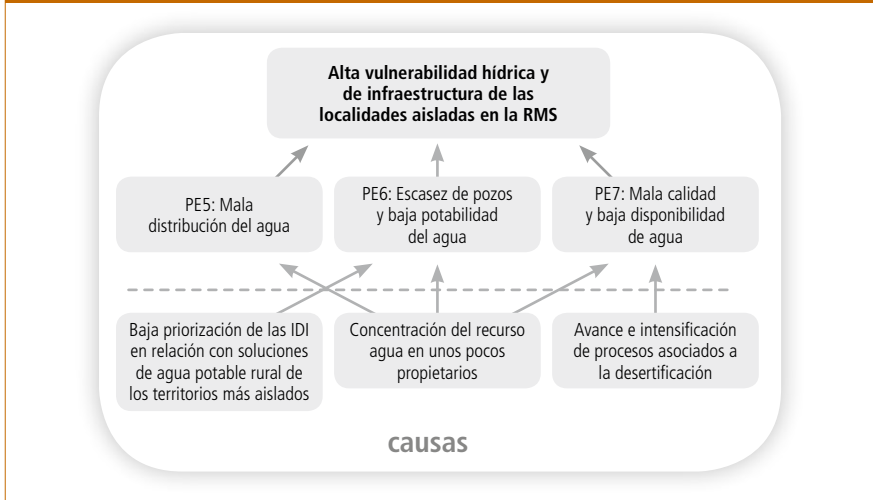 Alta vulnerabilidad hídrica y
de infraestructura de las
localidades aisladas en la RMS
PE5: Mala
distribución del agua
PE6: Escasez de pozos
y baja potabilidad
del agua
PE7: Mala calidad
y baja disponibilidad
de agua
Baja priorización de las IDI
en relación con soluciones
de agua potable rural de
los territorios más aislados
Concentración del recurso
agua en unos pocos
propietarios
Avance e intensificación
de procesos asociados a
la desertificación
causas